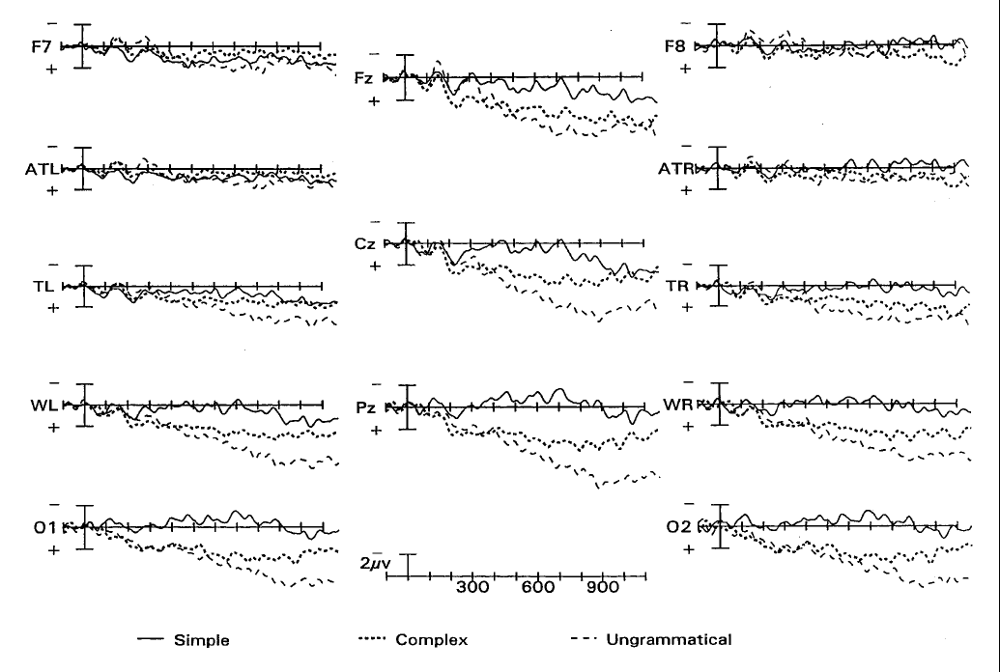 − F7 +
− Fz +
− F8 +
− ATL +
− ATR +
− Cz +
− TL +
− TR +
− WL +
− Pz +
− WR +
− O1 +
− O2 +
2μv
300 600 900
Simple Complex Ungrammatical